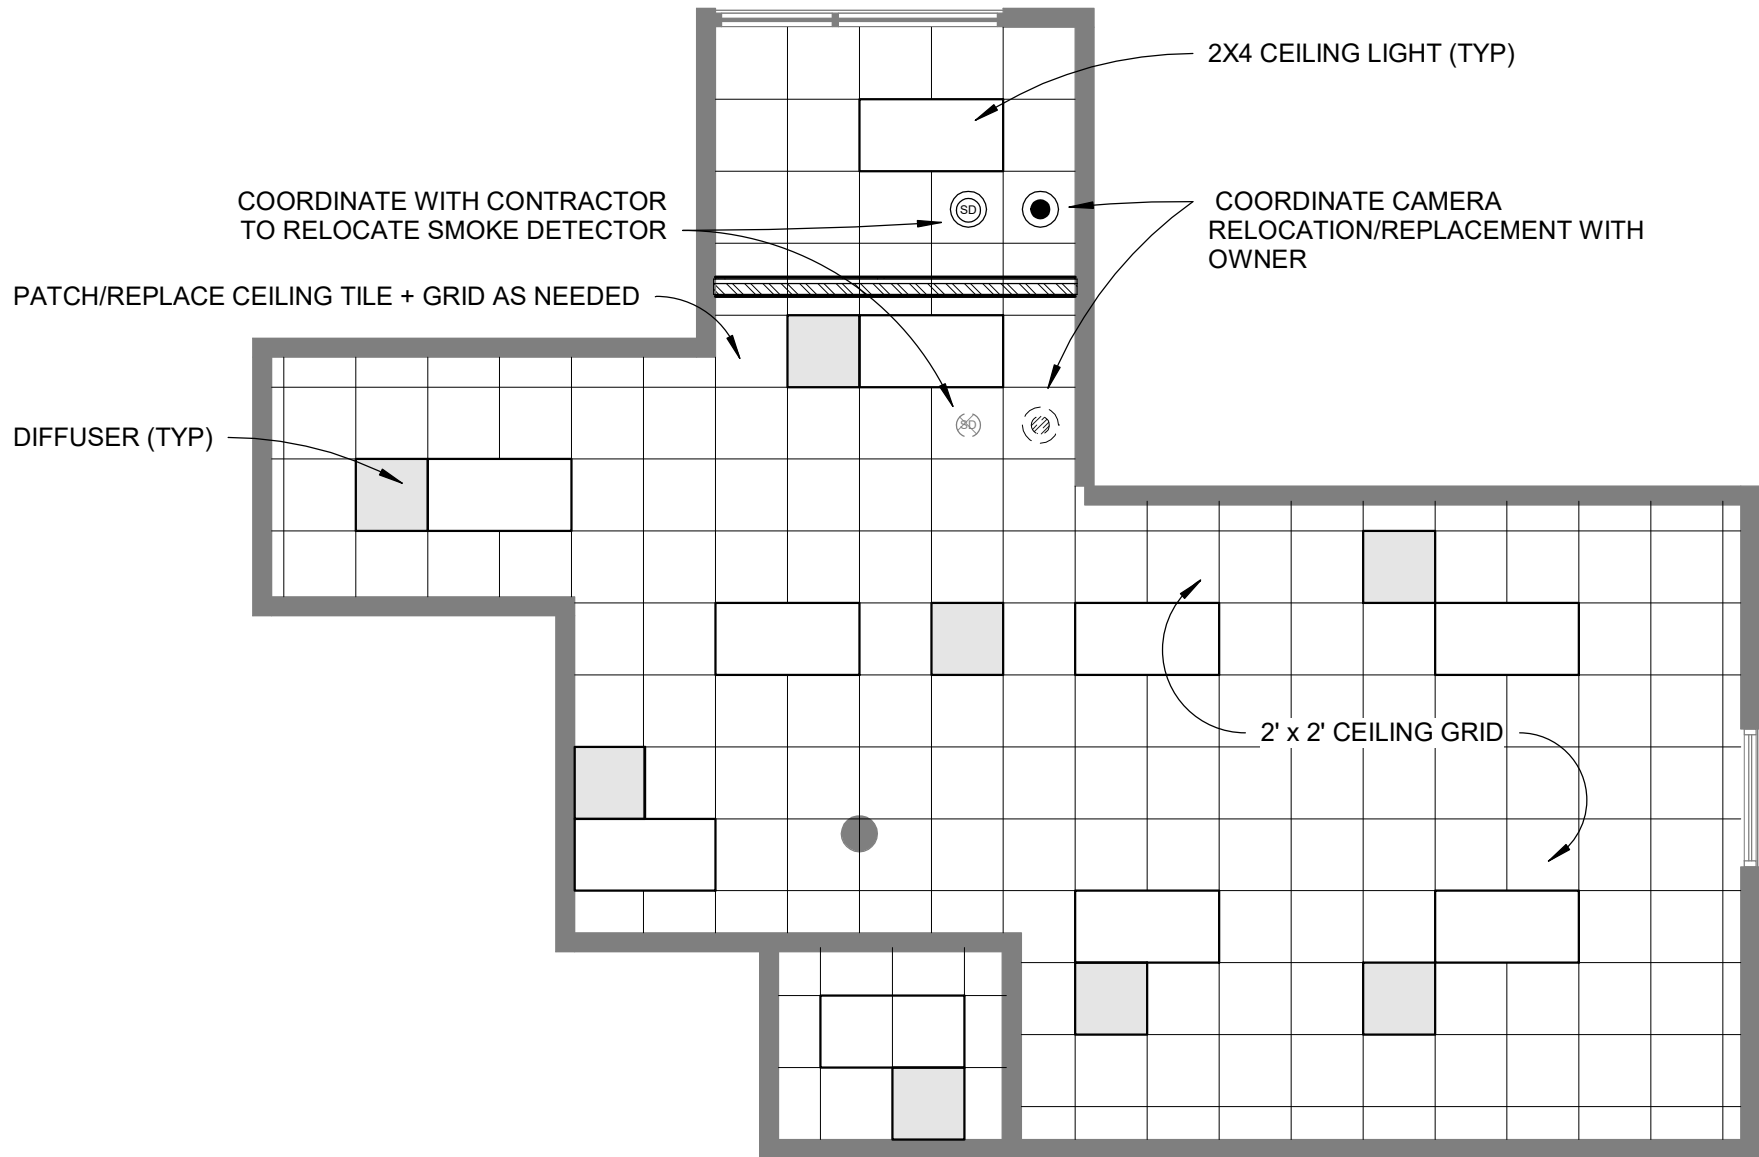 2X4 CEILING LIGHT (TYP)
COORDINATE WITH CONTRACTOR
TO RELOCATE SMOKE DETECTOR
SD
COORDINATE CAMERA
RELOCATION/REPLACEMENT WITH
OWNER
PATCH/REPLACE CEILING TILE + GRID AS NEEDED
SD
DIFFUSER (TYP)
2' x 2' CEILING GRID